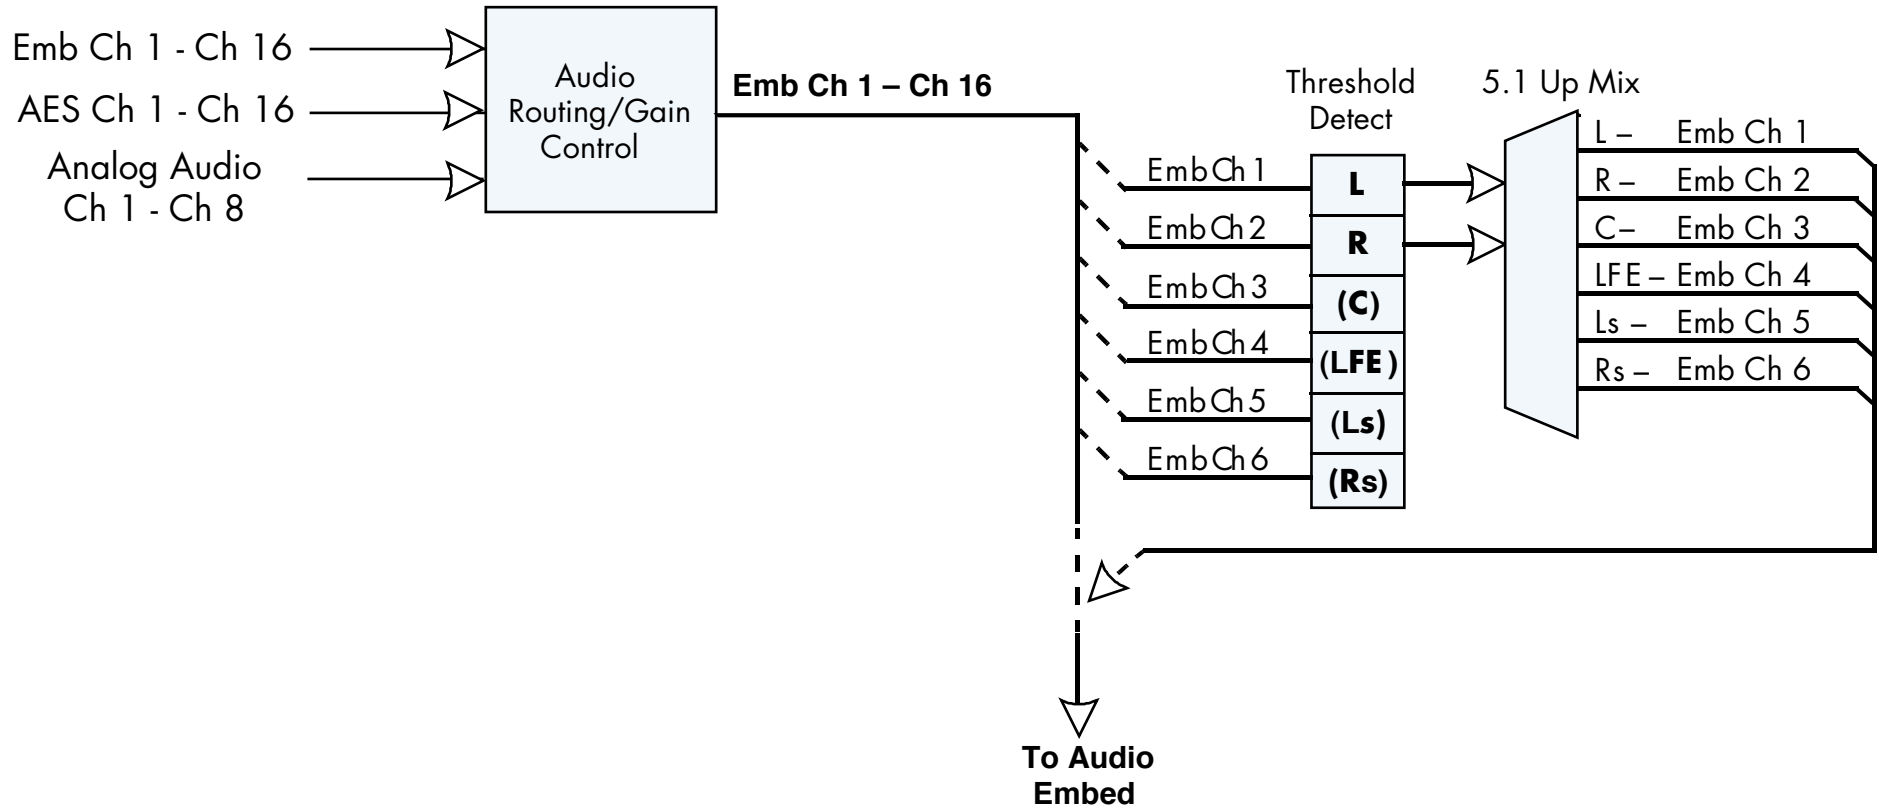 Emb Ch 1 - Ch 16
AES Ch 1 - Ch 16
Analog Audio
Ch 1 - Ch 8
Audio
Routing/Gain
Control
Emb Ch 1 – Ch 16
Threshold
Detect
5.1 Up Mix
Emb Ch 1
Emb Ch 2
Emb Ch 3
Emb Ch 4
Emb Ch 5
Emb Ch 6
L
R
(C)
(LFE)
(Ls)
(Rs)
L – Emb Ch 1
R – Emb Ch 2
C – Emb Ch 3
LFE – Emb Ch 4
Ls – Emb Ch 5
Rs – Emb Ch 6
To Audio
Embed